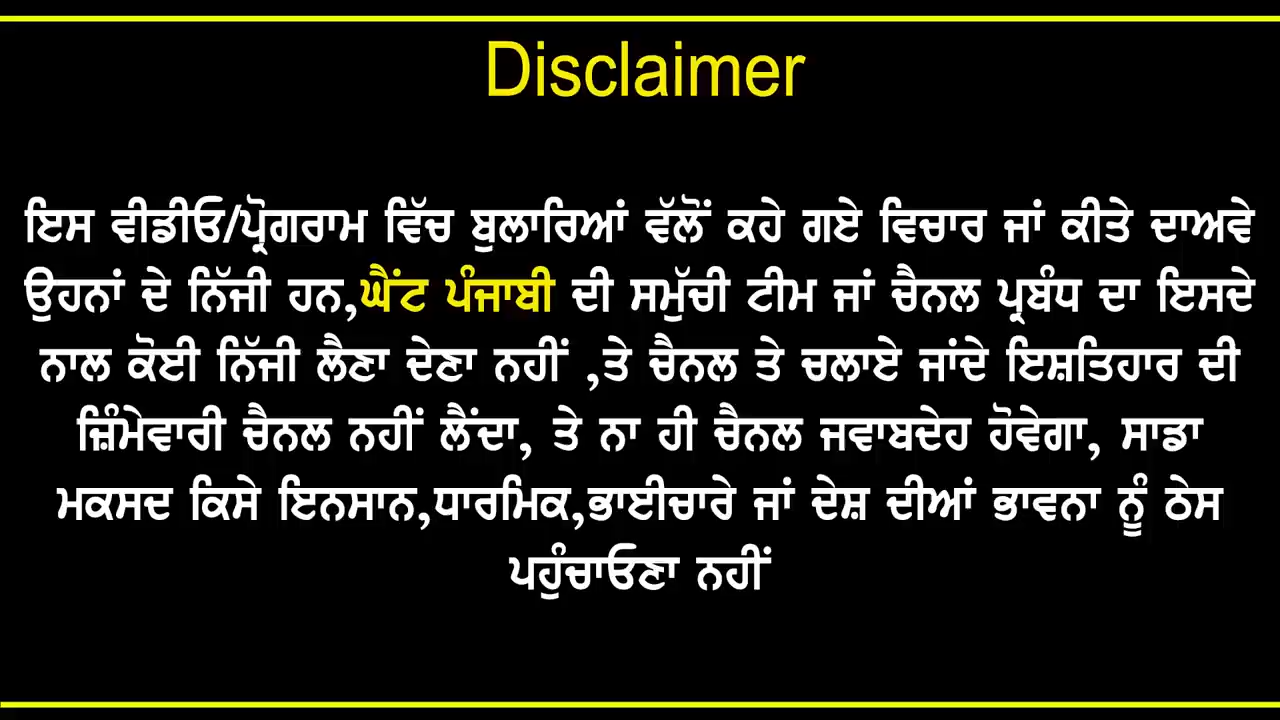 Disclaimer
ਇਸ ਵੀਡੀਓ/ਪ੍ਰੋਗਰਾਮ ਵਿੱਚ ਬੁਲਾਰਿਆਂ ਵੱਲੋਂ ਕਹੇ ਗਏ ਵਿਚਾਰ ਜਾਂ ਕੀਤੇ ਦਾਅਵੇ
ਉਹਨਾਂ ਦੇ ਨਿੱਜੀ ਹਨ,ਘੈਂਟ ਪੰਜਾਬੀ ਦੀ ਸਮੁੱਚੀ ਟੀਮ ਜਾਂ ਚੈਨਲ ਪ੍ਰਬੰਧ ਦਾ ਇਸਦੇ
ਨਾਲ ਕੋਈ ਨਿੱਜੀ ਲੈਣਾ ਦੇਣਾ ਨਹੀਂ ,ਤੇ ਚੈਨਲ ਤੇ ਚਲਾਏ ਜਾਂਦੇ ਇਸ਼ਤਿਹਾਰ ਦੀ
ਜ਼ਿੰਮੇਵਾਰੀ ਚੈਨਲ ਨਹੀਂ ਲੈਂਦਾ, ਤੇ ਨਾ ਹੀ ਚੈਨਲ ਜਵਾਬਦੇਹ ਹੋਵੇਗਾ, ਸਾਡਾ
ਮਕਸਦ ਕਿਸੇ ਇਨਸਾਨ,ਧਾਰਮਿਕ,ਭਾਈਚਾਰੇ ਜਾਂ ਦੇਸ਼ ਦੀਆਂ ਭਾਵਨਾ ਨੂੰ ਠੇਸ
ਪਹੁੰਚਾਓਣਾ ਨਹੀਂ